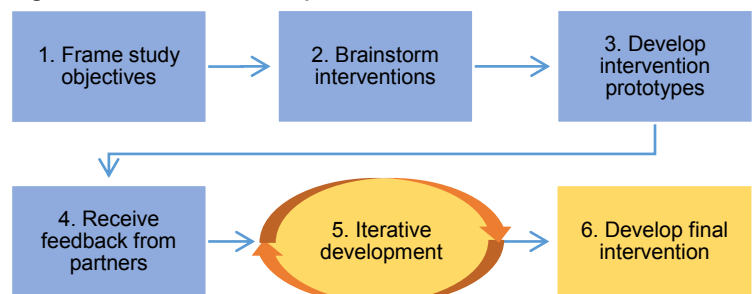 1. Frame study
objectives
2. Brainstorm
interventions
3. Develop
intervention
prototypes
4. Receive
feedback from
partners
5. Iterative
development
6. Develop final
intervention